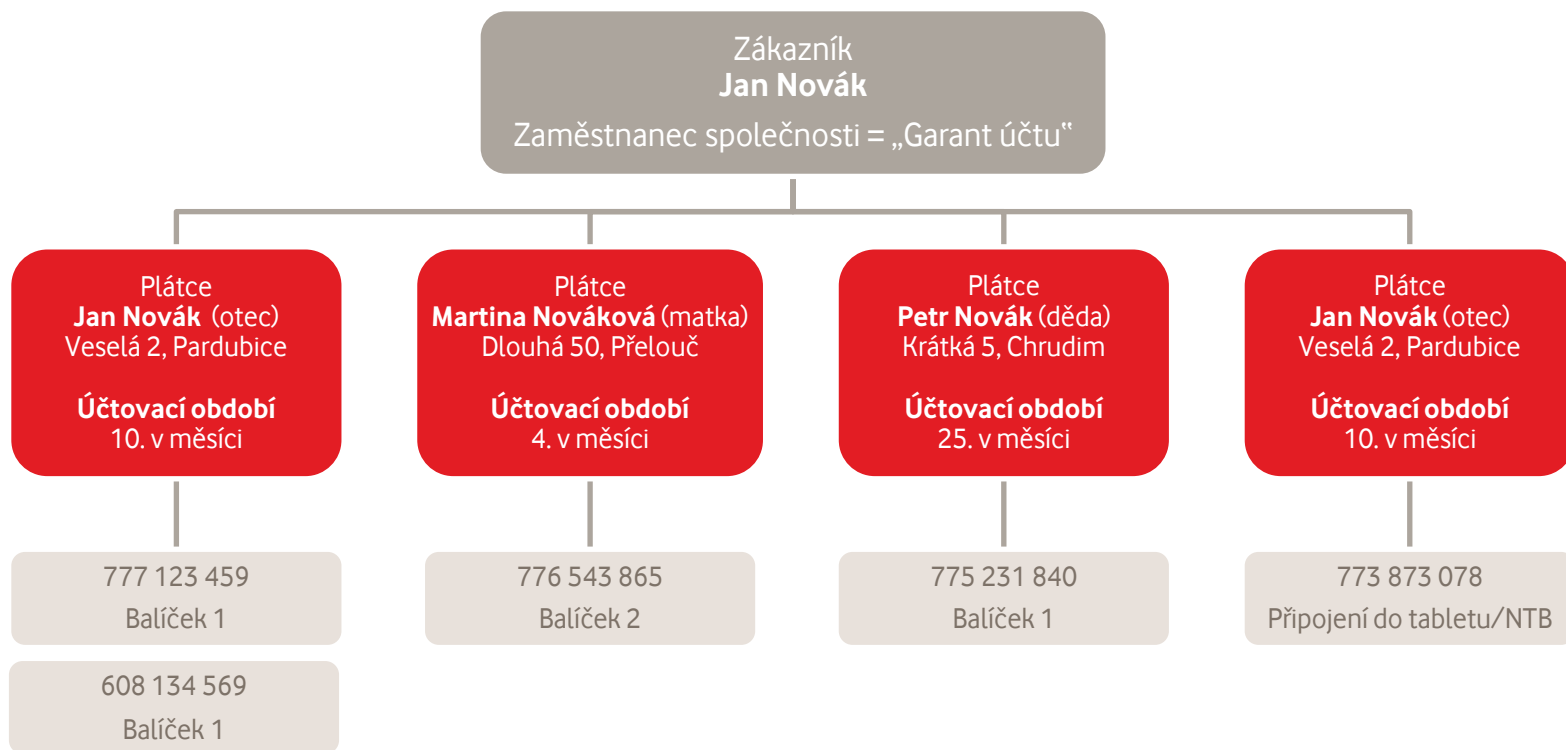 Zákazník
Jan Novák
Zaměstnanec společnosti = „Garant účtu“
Plátce
Jan Novák (otec)
Veselá 2, Pardubice
Účtovací období
10. v měsíci
777 123 459
Balíček 1
608 134 569
Balíček 1
Plátce
Martina Nováková (matka)
Dlouhá 50, Přelouč
Účtovací období
4. v měsíci
776 543 865
Balíček 2
Plátce
Petr Novák (děda)
Krátká 5, Chrudim
Účtovací období
25. v měsíci
775 231 840
Balíček 1
Plátce
Jan Novák (otec)
Veselá 2, Pardubice
Účtovací období
10. v měsíci
773 873 078
Připojení do tabletu/NTB